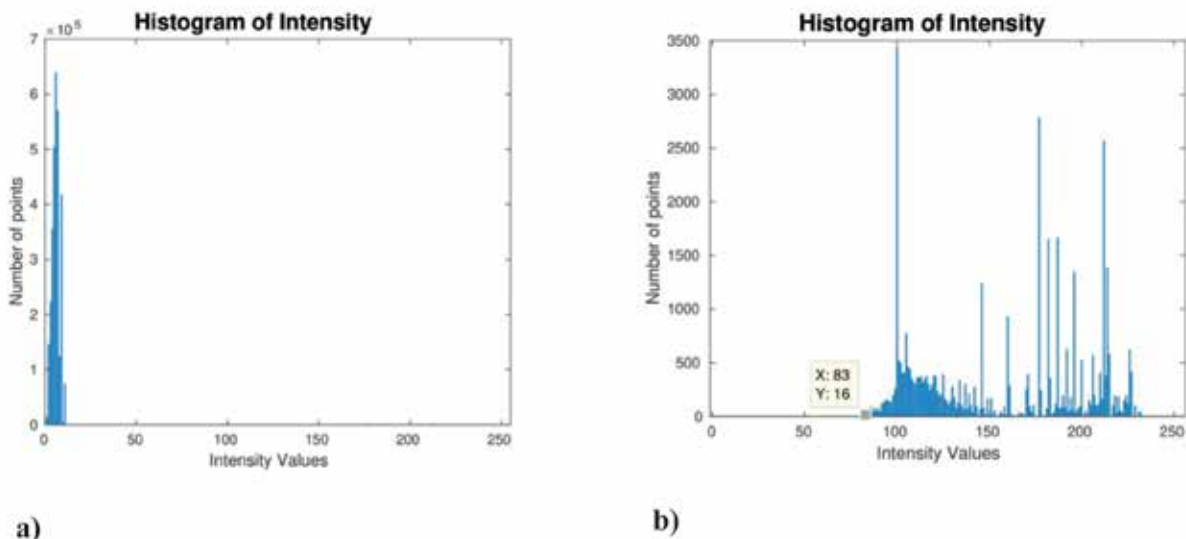 Histogram of Intensity
× 10⁵
7
6
5
4
3
2
1
0
Number of points
0 50 100 150 200 250
Intensity Values
a)
Histogram of Intensity
3500
3000
2500
2000
1500
1000
500
0
Number of points
X: 83
Y: 16
0 50 100 150 200 250
Intensity Values
b)